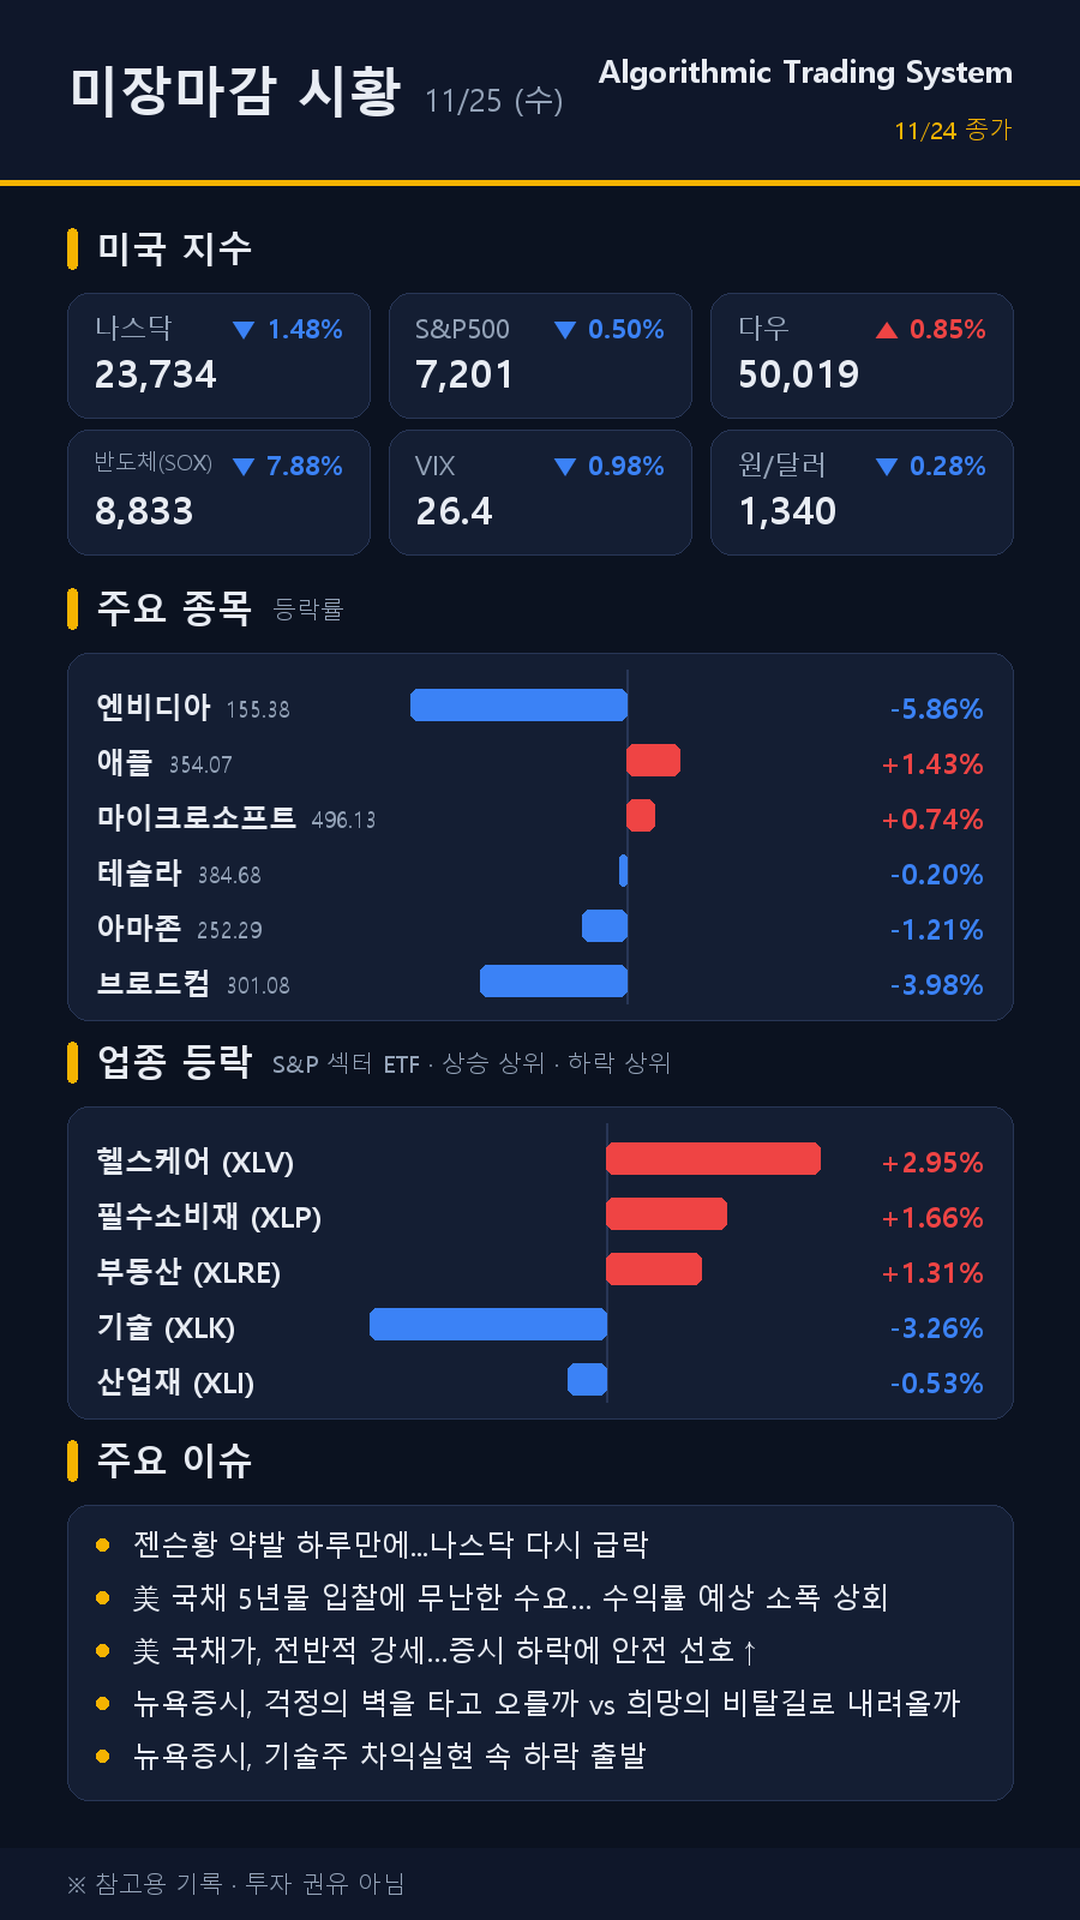 미장마감 시황 11/25 (수)
Algorithmic Trading System
11/24 종가
미국 지수
나스닥 ▼ 1.48%
23,734
S&P500 ▼ 0.50%
7,201
다우 ▲ 0.85%
50,019
반도체(SOX) ▼ 7.88%
8,833
VIX ▼ 0.98%
26.4
원/달러 ▼ 0.28%
1,340
주요 종목 등락률
엔비디아 155.38 -5.86%
애플 354.07 +1.43%
마이크로소프트 496.13 +0.74%
테슬라 384.68 -0.20%
아마존 252.29 -1.21%
브로드컴 301.08 -3.98%
업종 등락 S&P 섹터 ETF · 상승 상위 · 하락 상위
헬스케어 (XLV) +2.95%
필수소비재 (XLP) +1.66%
부동산 (XLRE) +1.31%
기술 (XLK) -3.26%
산업재 (XLI) -0.53%
주요 이슈
젠슨황 약발 하루만에…나스닥 다시 급락
美 국채 5년물 입찰에 무난한 수요… 수익률 예상 소폭 상회
美 국채가, 전반적 강세…증시 하락에 안전 선호↑
뉴욕증시, 걱정의 벽을 타고 오를까 vs 희망의 비탈길로 내려올까
뉴욕증시, 기술주 차익실현 속 하락 출발
※ 참고용 기록 · 투자 권유 아님